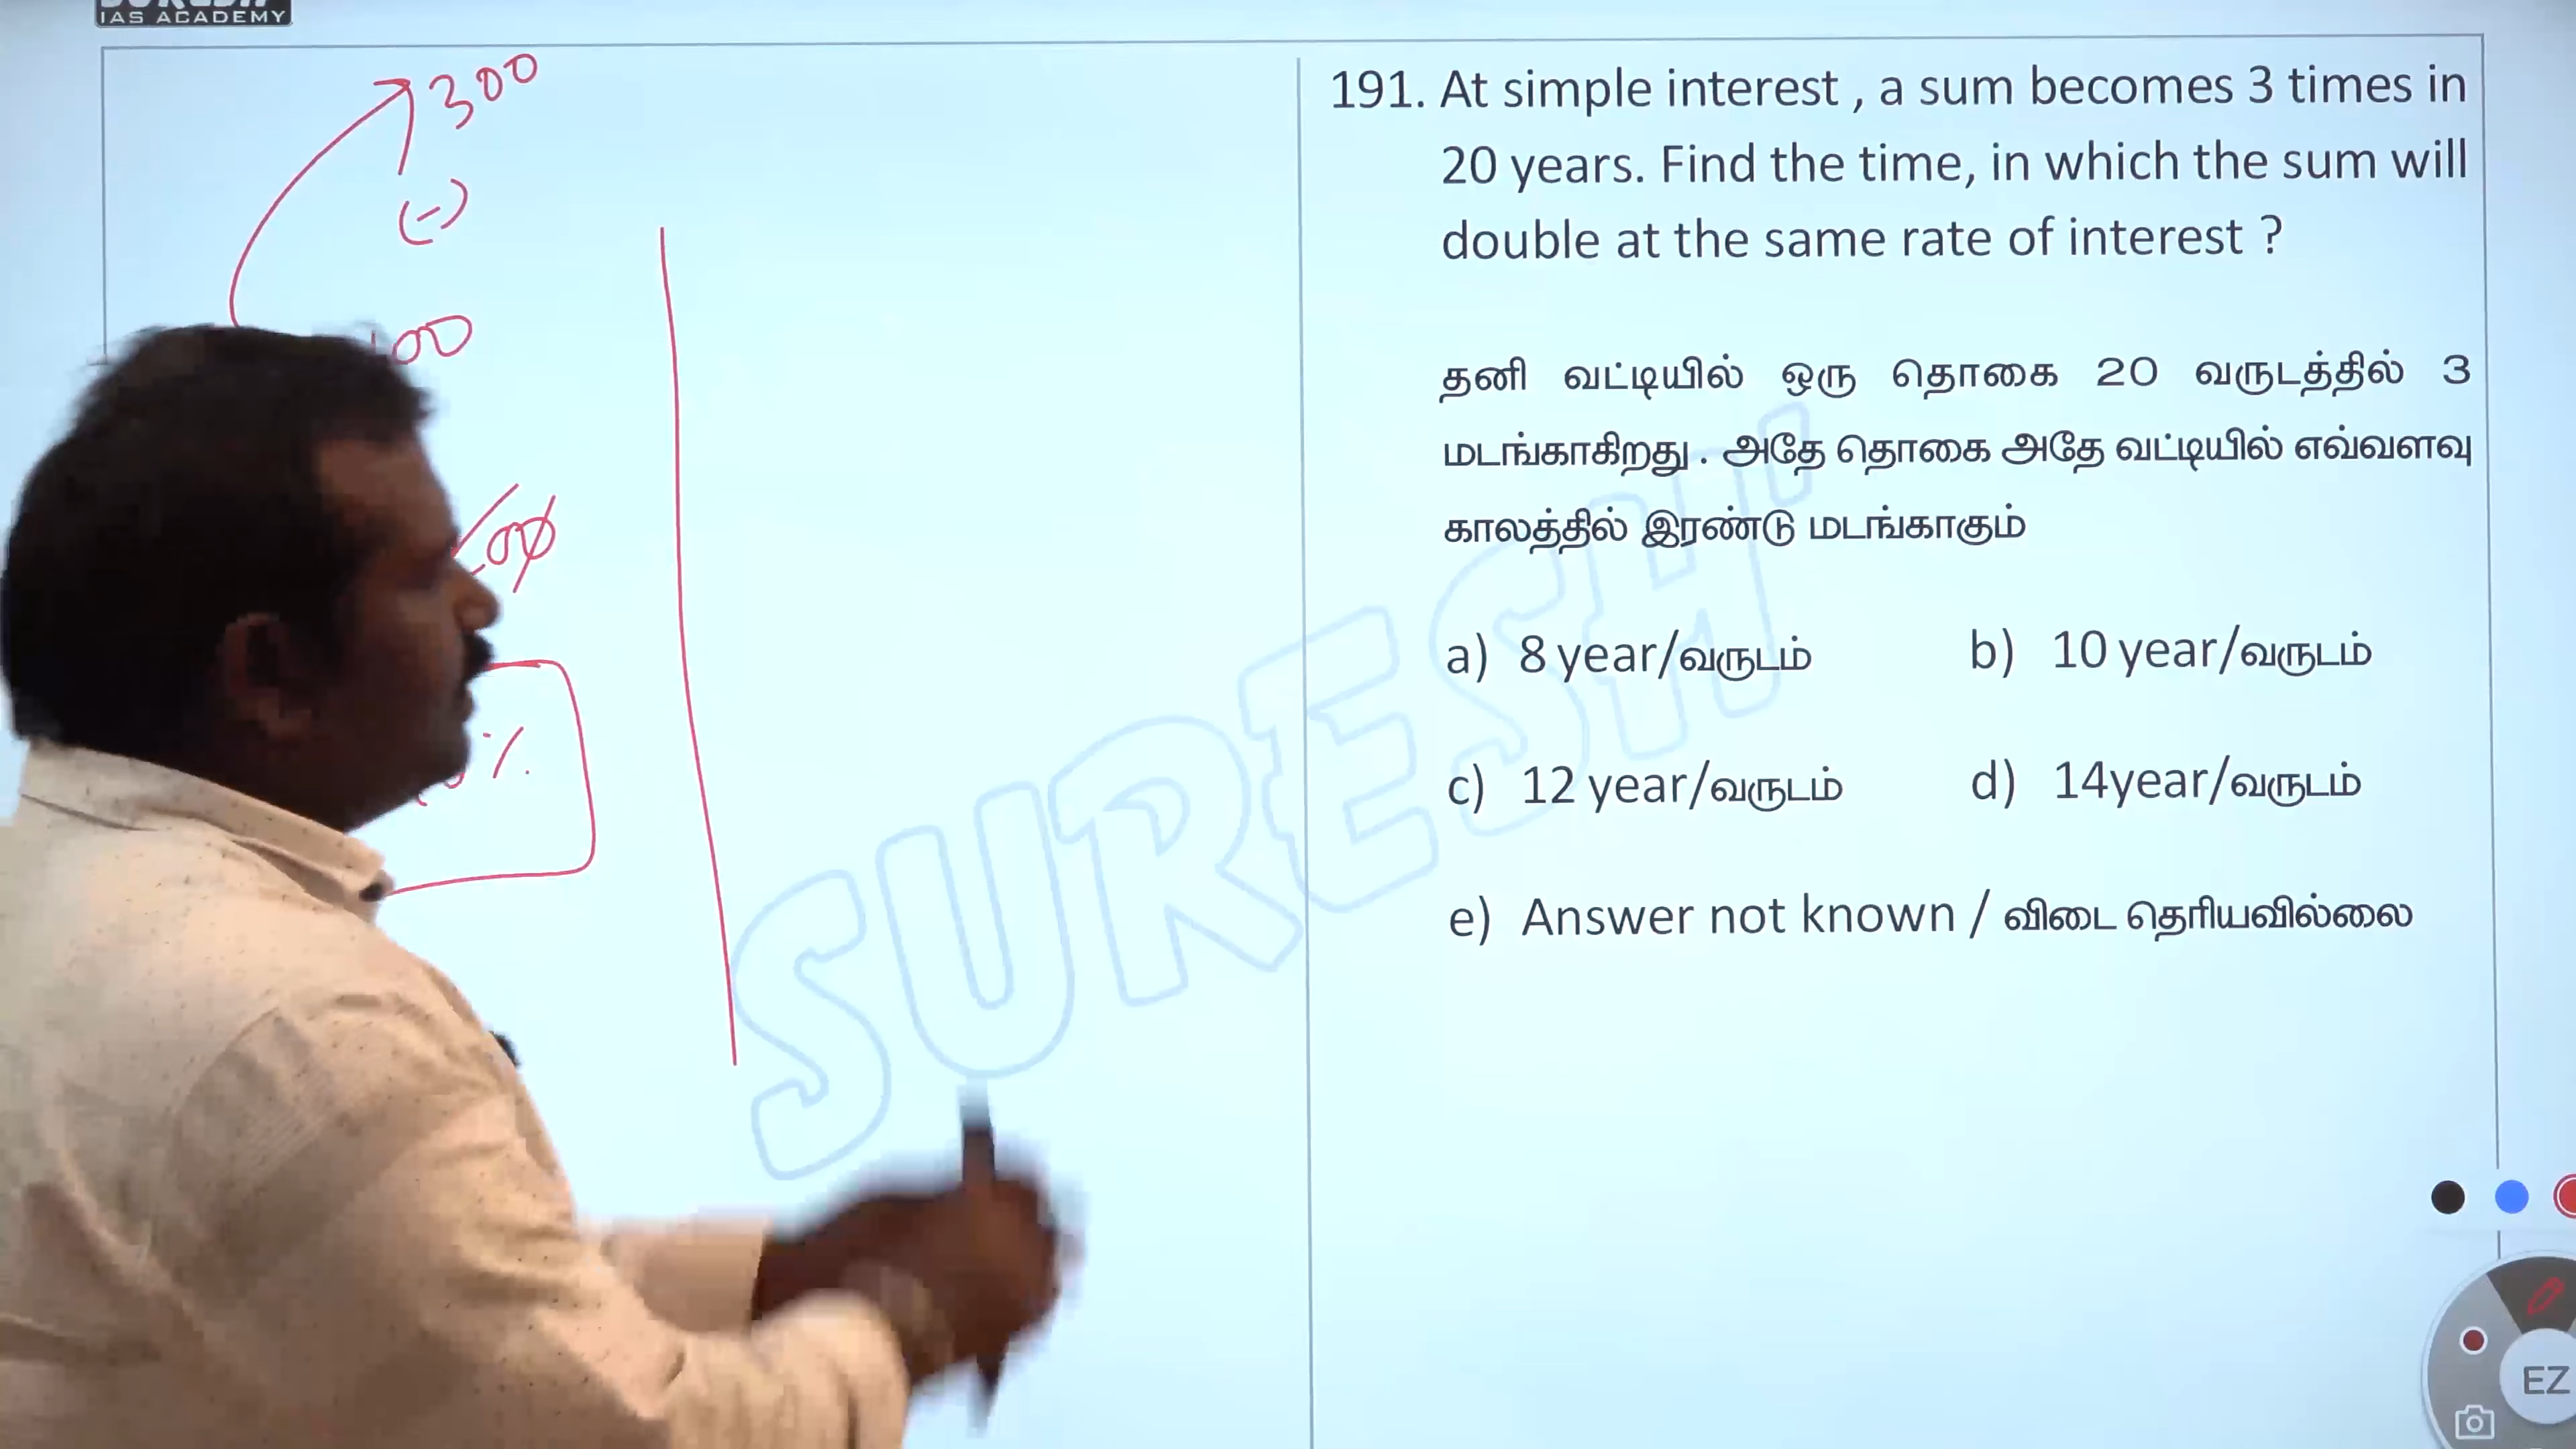 IAS ACADEMY
300
(-)
%
191. At simple interest , a sum becomes 3 times in
20 years. Find the time, in which the sum will
double at the same rate of interest ?
தனி வட்டியில் ஒரு தொகை 20 வருடத்தில் 3
மடங்காகிறது . அதே தொகை அதே வட்டியில் எவ்வளவு
காலத்தில் இரண்டு மடங்காகும்
a) 8 year/வருடம் b) 10 year/வருடம்
c) 12 year/வருடம் d) 14year/வருடம்
e) Answer not known / விடை தெரியவில்லை
SURESH'
EZ